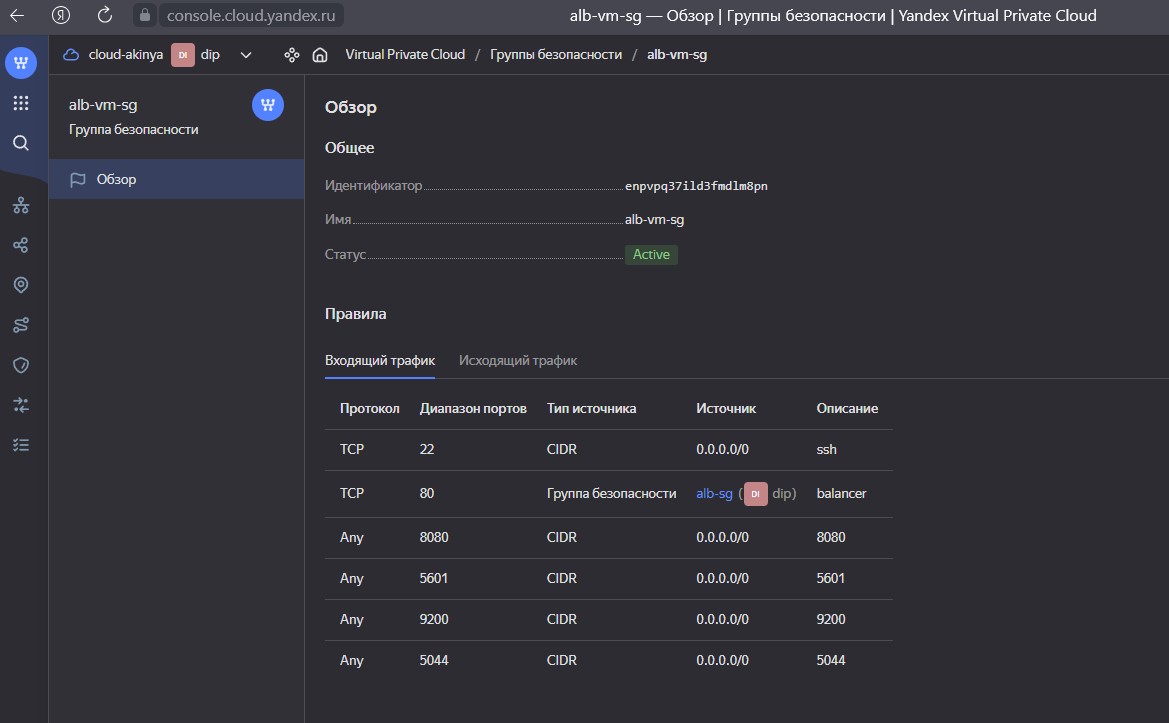 console.cloud.yandex.ru
alb-vm-sg — Обзор | Группы безопасности | Yandex Virtual Private Cloud
cloud-akinya DI dip Virtual Private Cloud / Группы безопасности / alb-vm-sg
alb-vm-sg
Группа безопасности
Обзор
Обзор
Общее
Идентификатор enpvpq37ild3fmdlm8pn
Имя alb-vm-sg
Статус Active
Правила
Входящий трафик Исходящий трафик
Протокол Диапазон портов Тип источника Источник Описание
TCP 22 CIDR 0.0.0.0/0 ssh
TCP 80 Группа безопасности alb-sg (DI dip) balancer
Any 8080 CIDR 0.0.0.0/0 8080
Any 5601 CIDR 0.0.0.0/0 5601
Any 9200 CIDR 0.0.0.0/0 9200
Any 5044 CIDR 0.0.0.0/0 5044